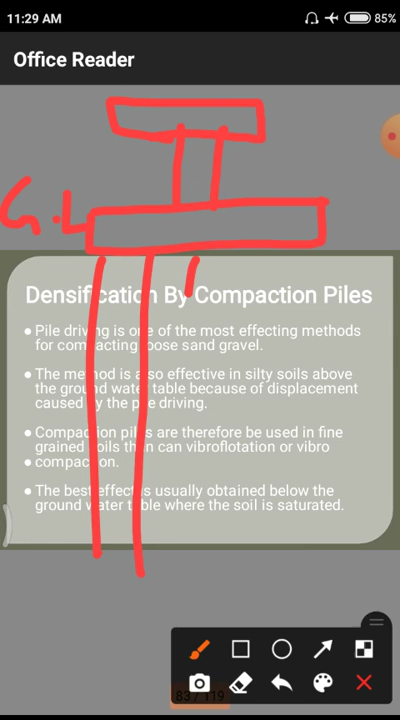 11:29 AM
85%
Office Reader
G.L
Densification By Compaction Piles
Pile driving is one of the most effecting methods
for compacting loose sand gravel.
The method is also effective in silty soils above
the ground water table because of displacement
caused by the pile driving.
Compaction piles are therefore be used in fine
grained soils than can vibroflotation or vibro
compaction.
The best effect is usually obtained below the
ground water table where the soil is saturated.
83 / 119